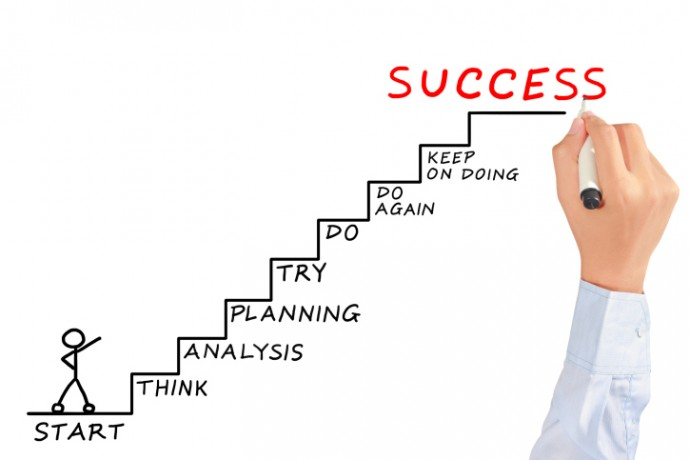 SUCCESS
KEEP
ON DOING
DO
AGAIN
DO
TRY
PLANNING
ANALYSIS
THINK
START